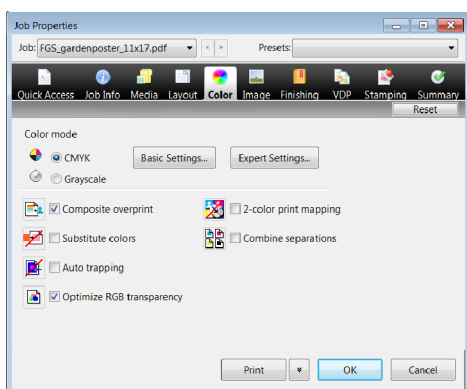 Job Properties
Job: FGS_gardenposter_11x17.pdf < > Presets:
Quick Access Job Info Media Layout Color Image Finishing VDP Stamping Summary
Reset
Color mode
CMYK Basic Settings... Expert Settings...
Grayscale
Composite overprint 2-color print mapping
Substitute colors Combine separations
Auto trapping
Optimize RGB transparency
Print OK Cancel